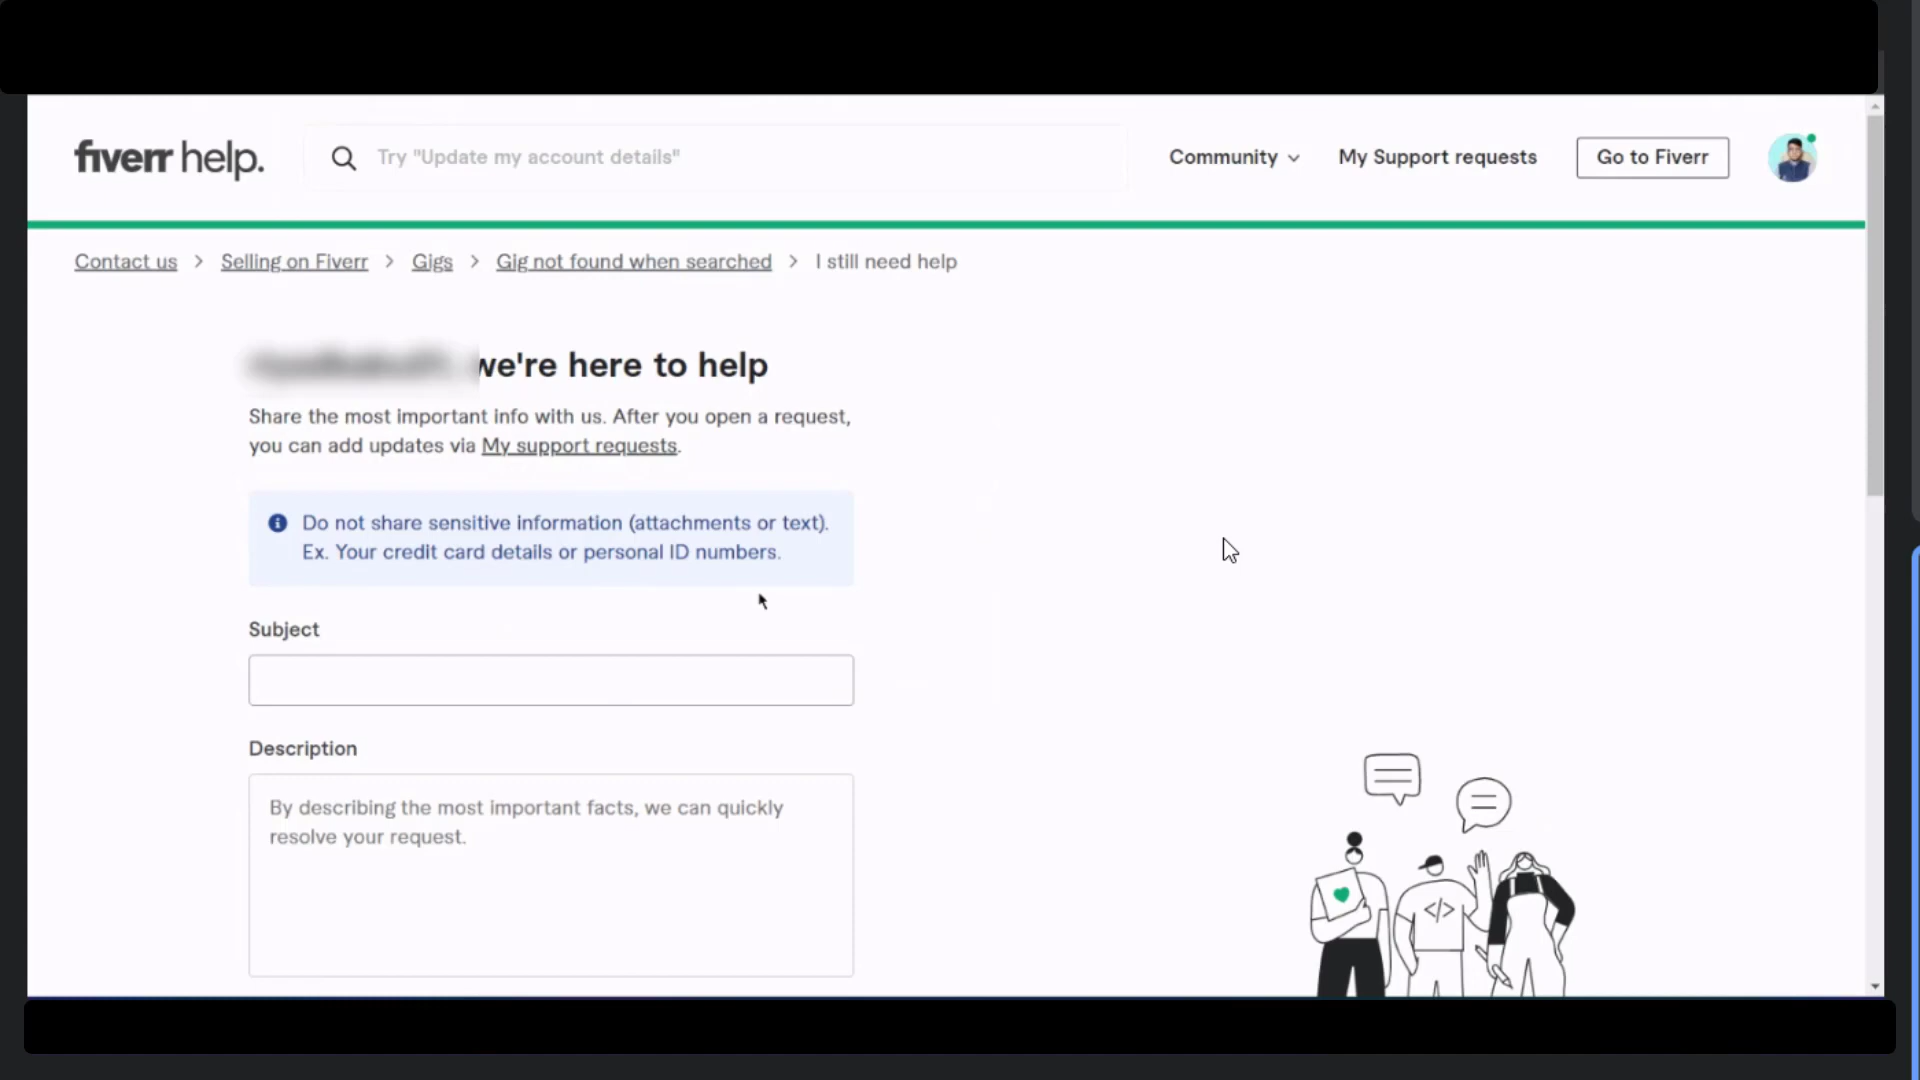 fiverr help.
Try "Update my account details"
Community
My Support requests
Go to Fiverr
Contact us > Selling on Fiverr > Gigs > Gig not found when searched > I still need help
we're here to help
Share the most important info with us. After you open a request,
you can add updates via My support requests.
Do not share sensitive information (attachments or text).
Ex. Your credit card details or personal ID numbers.
Subject
Description
By describing the most important facts, we can quickly
resolve your request.
</>